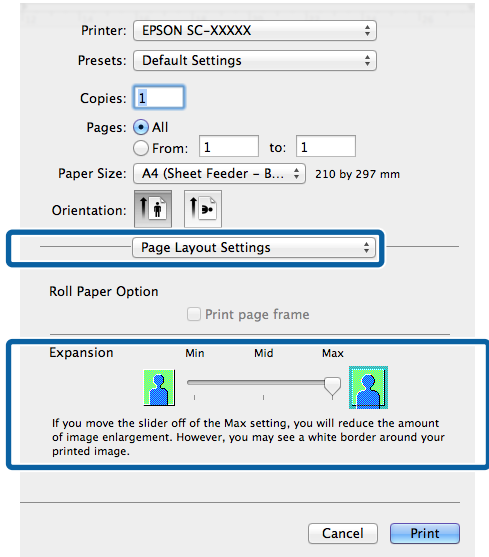 Printer: EPSON SC-XXXXX
Presets: Default Settings
Copies: 1
Pages: All
From: 1 to: 1
Paper Size: A4 (Sheet Feeder - B... 210 by 297 mm
Orientation:
Page Layout Settings
Roll Paper Option
Print page frame
Expansion Min Mid Max
If you move the slider off of the Max setting, you will reduce the amount
of image enlargement. However, you may see a white border around your
printed image.
Cancel Print